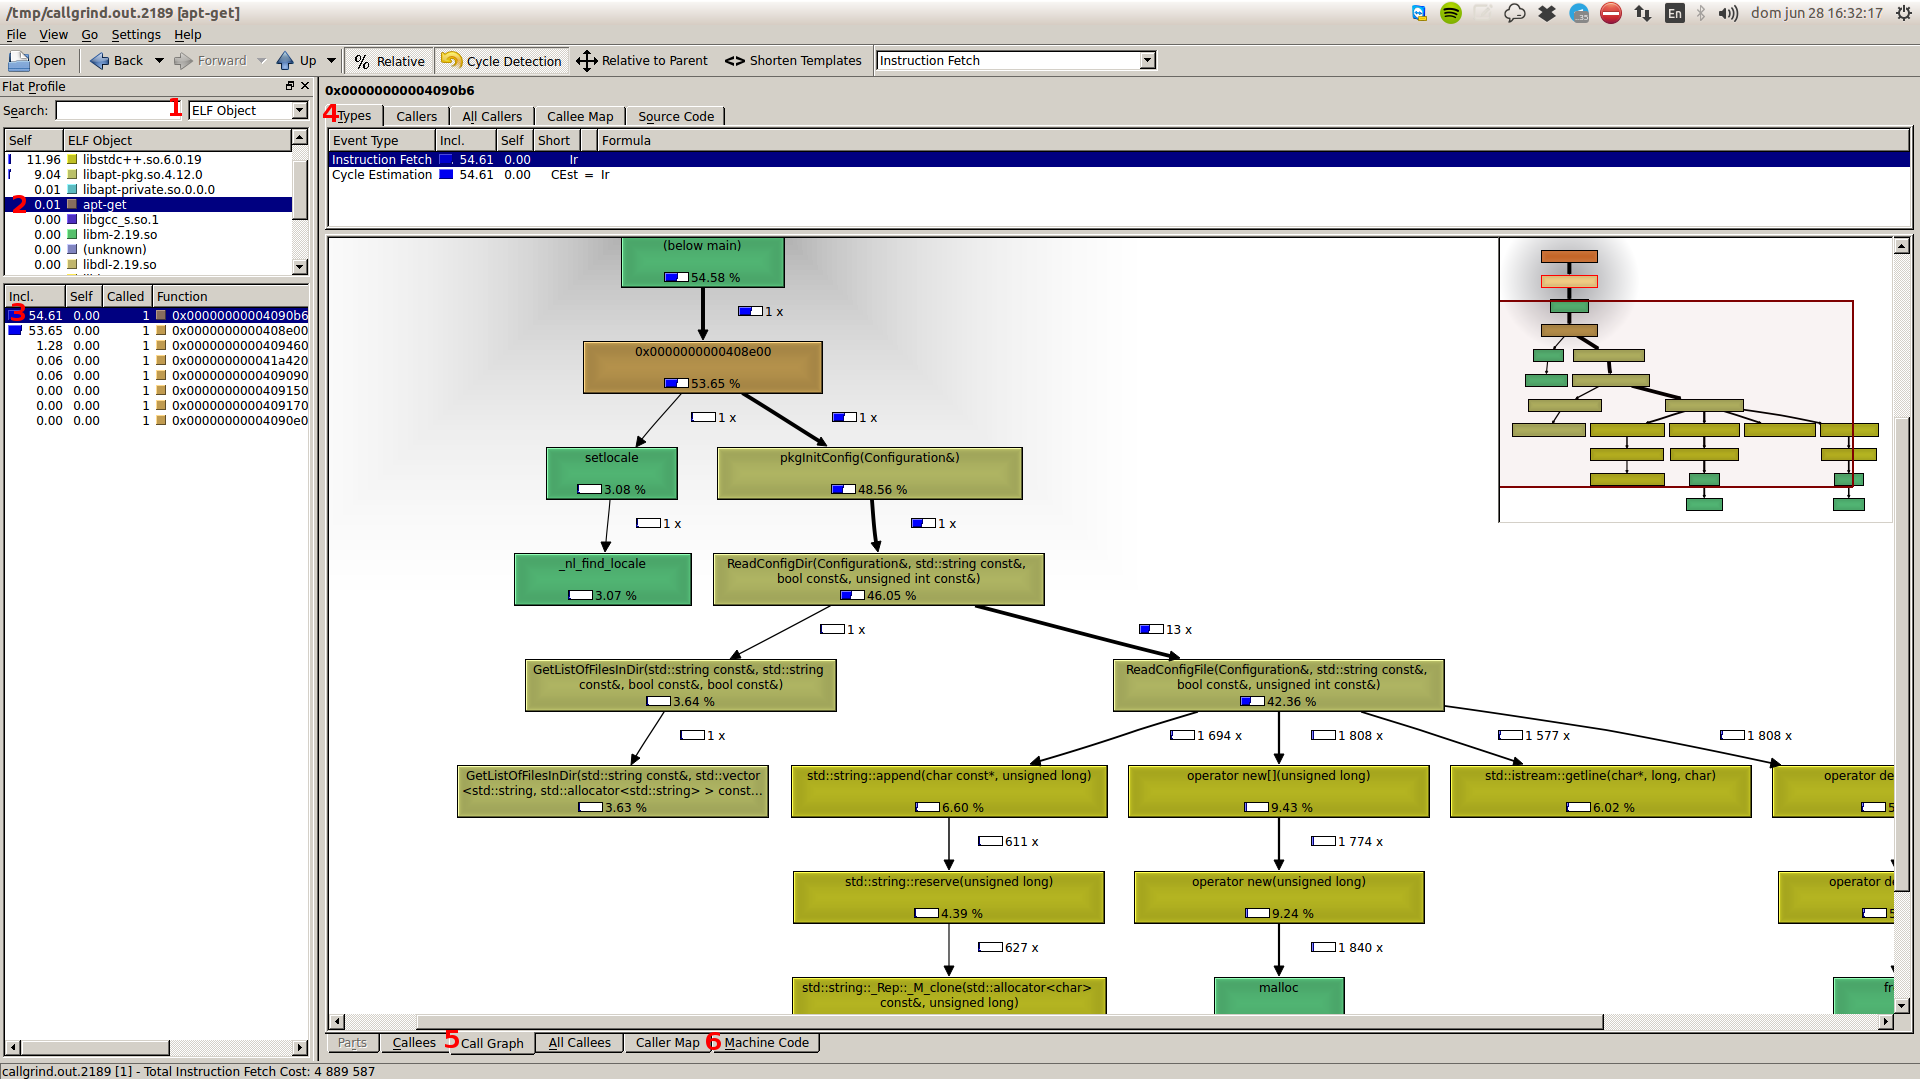 /tmp/callgrind.out.2189 [apt-get]
En
35
dom jun 28 16:32:17
File View Go Settings Help
Open Back Forward Up % Relative Cycle Detection Relative to Parent <> Shorten Templates Instruction Fetch
Flat Profile
Search: 1 ELF Object
Self ELF Object
11.96 libstdc++.so.6.0.19
9.04 libapt-pkg.so.4.12.0
0.01 libapt-private.so.0.0.0
2 0.01 apt-get
0.00 libgcc_s.so.1
0.00 libm-2.19.so
0.00 (unknown)
0.00 libdl-2.19.so
Incl. Self Called Function
3 54.61 0.00 1 0x00000000004090b6
53.65 0.00 1 0x0000000000408e00
1.28 0.00 1 0x0000000000409460
0.06 0.00 1 0x000000000041a420
0.06 0.00 1 0x0000000000409090
0.00 0.00 1 0x0000000000409150
0.00 0.00 1 0x0000000000409170
0.00 0.00 1 0x00000000004090e0
0x00000000004090b6
4 Types Callers All Callers Callee Map Source Code
Event Type Incl. Self Short Formula
Instruction Fetch 54.61 0.00 Ir
Cycle Estimation 54.61 0.00 CEst = Ir
(below main)
54.58 %
1 x
0x0000000000408e00
53.65 %
1 x
1 x
setlocale
3.08 %
pkgInitConfig(Configuration&)
48.56 %
1 x
1 x
_nl_find_locale
3.07 %
ReadConfigDir(Configuration&, std::string const&,
bool const&, unsigned int const&)
46.05 %
1 x
13 x
GetListOfFilesInDir(std::string const&, std::string
const&, bool const&, bool const&)
3.64 %
ReadConfigFile(Configuration&, std::string const&,
bool const&, unsigned int const&)
42.36 %
1 x
1 694 x
1 808 x
1 577 x
1 808 x
GetListOfFilesInDir(std::string const&, std::vector
<std::string, std::allocator<std::string> > const...
3.63 %
std::string::append(char const*, unsigned long)
6.60 %
operator new[](unsigned long)
9.43 %
std::istream::getline(char*, long, char)
6.02 %
operator de
5
611 x
1 774 x
std::string::reserve(unsigned long)
4.39 %
operator new(unsigned long)
9.24 %
operator de
5
627 x
1 840 x
std::string::_Rep::_M_clone(std::allocator<char>
const&, unsigned long)
malloc
fr
Parts Callees 5 Call Graph All Callees Caller Map 6 Machine Code
callgrind.out.2189 [1] - Total Instruction Fetch Cost: 4 889 587